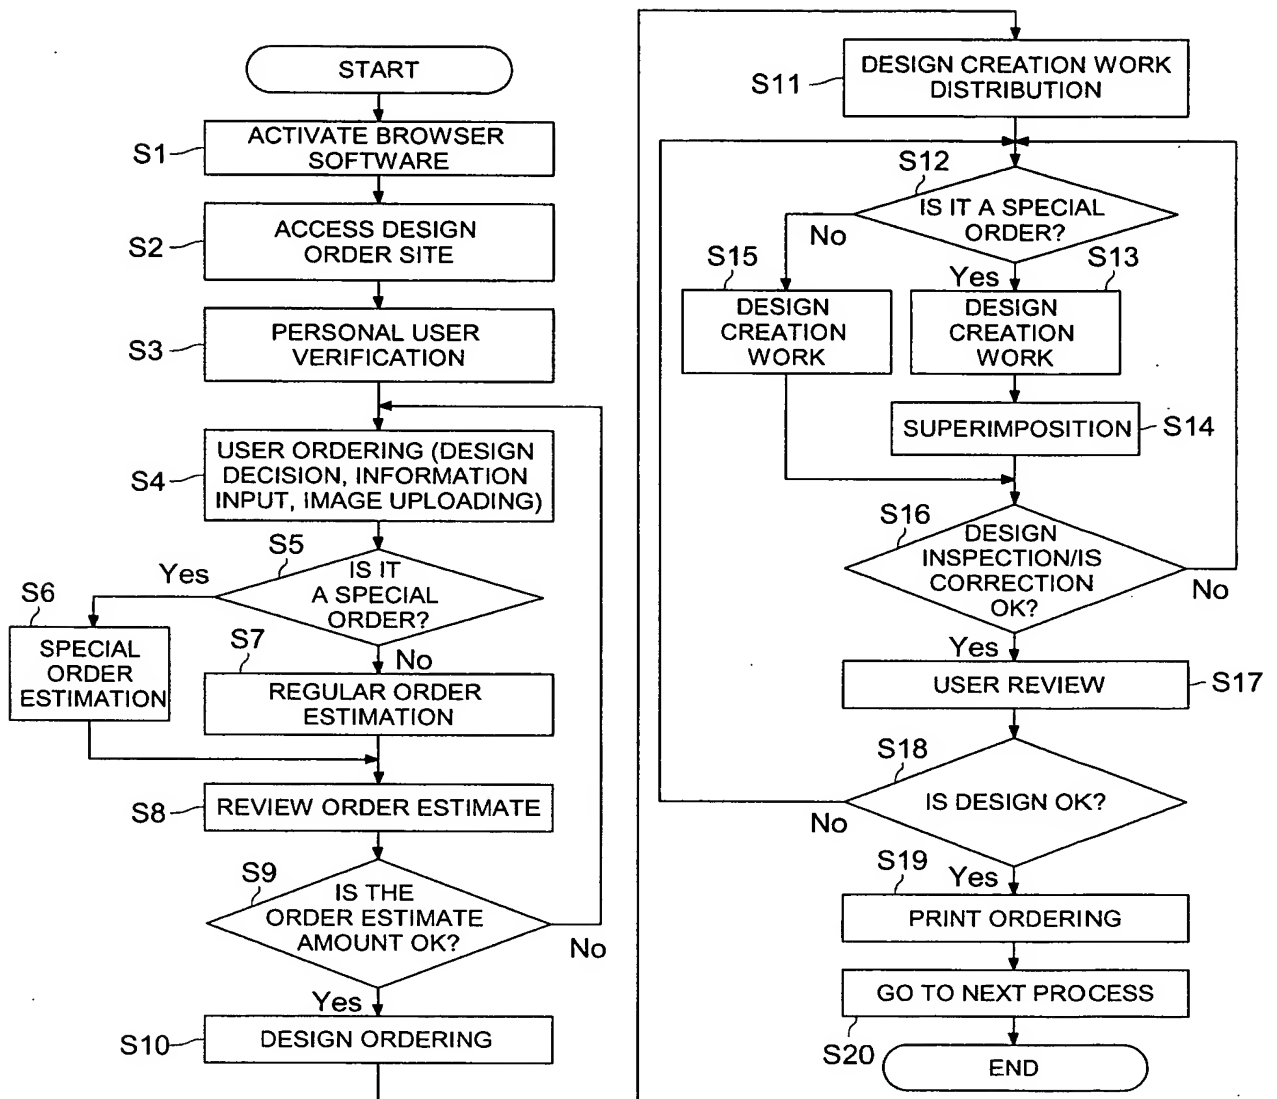 START
S1
ACTIVATE BROWSER
SOFTWARE
S2
ACCESS DESIGN
ORDER SITE
S3
PERSONAL USER
VERIFICATION
S4
USER ORDERING (DESIGN
DECISION, INFORMATION
INPUT, IMAGE UPLOADING)
S5
IS IT
A SPECIAL
ORDER?
Yes
No
S6
SPECIAL
ORDER
ESTIMATION
S7
REGULAR ORDER
ESTIMATION
S8
REVIEW ORDER ESTIMATE
S9
IS THE
ORDER ESTIMATE
AMOUNT OK?
No
Yes
S10
DESIGN ORDERING
S11
DESIGN CREATION WORK
DISTRIBUTION
S12
IS IT A SPECIAL
ORDER?
No
Yes
S15
DESIGN
CREATION
WORK
S13
DESIGN
CREATION
WORK
SUPERIMPOSITION
S14
S16
DESIGN
INSPECTION/IS
CORRECTION
OK?
No
Yes
USER REVIEW
S17
S18
IS DESIGN OK?
No
Yes
S19
PRINT ORDERING
GO TO NEXT PROCESS
S20
END